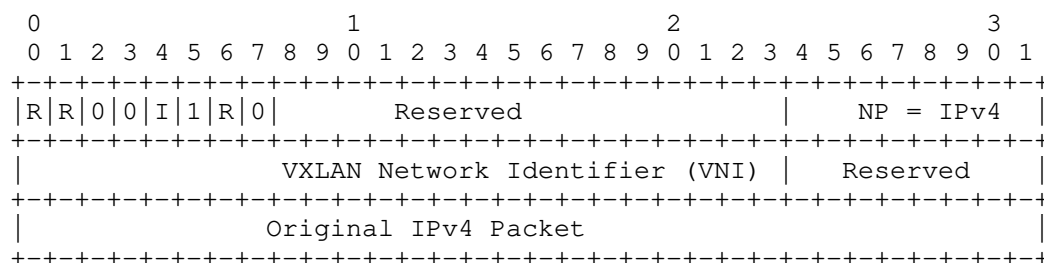 0                   1                   2                   3
 0 1 2 3 4 5 6 7 8 9 0 1 2 3 4 5 6 7 8 9 0 1 2 3 4 5 6 7 8 9 0 1
+-+-+-+-+-+-+-+-+-+-+-+-+-+-+-+-+-+-+-+-+-+-+-+-+-+-+-+-+-+-+-+-+
|R|R|0|0|I|1|R|0|       Reserved                |    NP = IPv4  |
+-+-+-+-+-+-+-+-+-+-+-+-+-+-+-+-+-+-+-+-+-+-+-+-+-+-+-+-+-+-+-+-+
|                VXLAN Network Identifier (VNI) |   Reserved    |
+-+-+-+-+-+-+-+-+-+-+-+-+-+-+-+-+-+-+-+-+-+-+-+-+-+-+-+-+-+-+-+-+
|               Original IPv4 Packet                            |
+-+-+-+-+-+-+-+-+-+-+-+-+-+-+-+-+-+-+-+-+-+-+-+-+-+-+-+-+-+-+-+-+